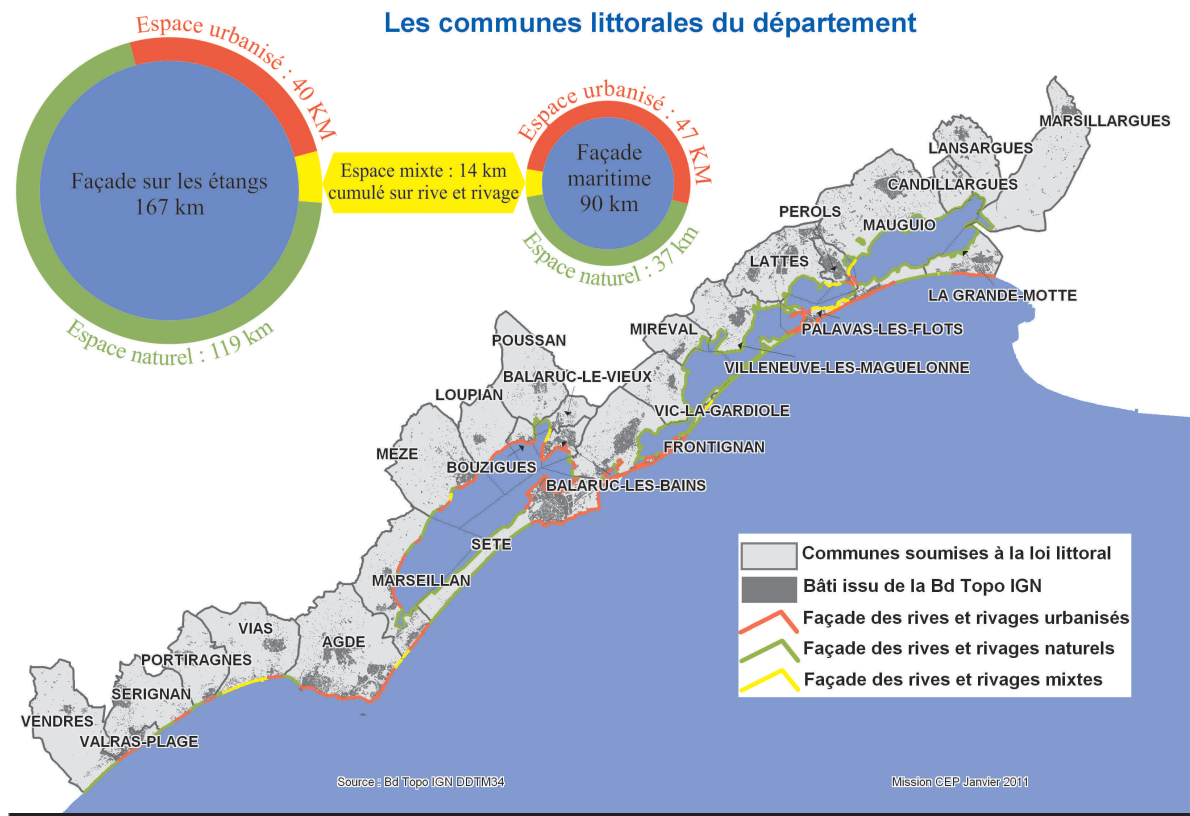 Les communes littorales du département
Espace urbanisé : 40 KM
Façade sur les étangs
167 km
Espace naturel : 119 km
Espace mixte : 14 km
cumulé sur rive et rivage
Espace urbanisé : 47 KM
Façade
maritime
90 km
Espace naturel : 37 km
MARSILLARGUES
LANSARGUES
CANDILLARGUES
PEROLS
MAUGUIO
LATTES
LA GRANDE-MOTTE
MIREVAL
PALAVAS-LES-FLOTS
POUSSAN
VILLENEUVE-LES-MAGUELONNE
BALARUC-LE-VIEUX
LOUPIAN
VIC-LA-GARDIOLE
FRONTIGNAN
MEZE
BOUZIGUES
BALARUC-LES-BAINS
SETE
MARSEILLAN
VIAS
AGDE
PORTIRAGNES
SERIGNAN
VENDRES
VALRAS-PLAGE
Communes soumises à la loi littoral
Bâti issu de la Bd Topo IGN
Façade des rives et rivages urbanisés
Façade des rives et rivages naturels
Façade des rives et rivages mixtes
Source : Bd Topo IGN DDTM34
Mission CEP Janvier 2011